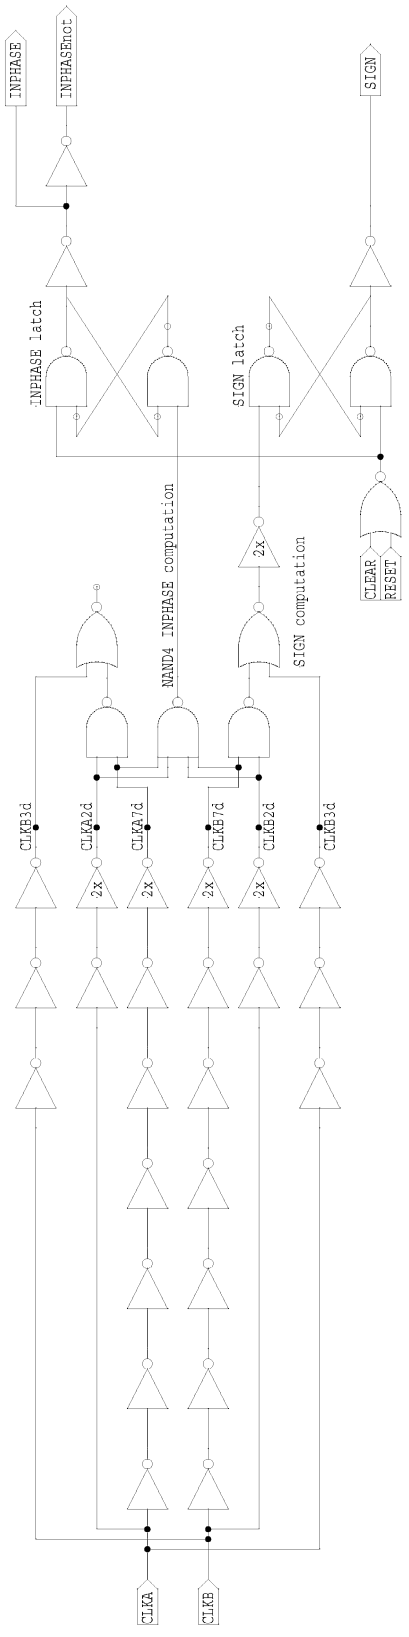 INPHASE
INPHASEnot
SIGN
INPHASE latch
SIGN latch
2x
CLEAR
RESET
NAND4 INPHASE computation
SIGN computation
CLKB3d
CLKA2d
CLKA7d
CLKB7d
CLKB2d
CLKB3d
2x
2x
2x
2x
CLKA
CLKB